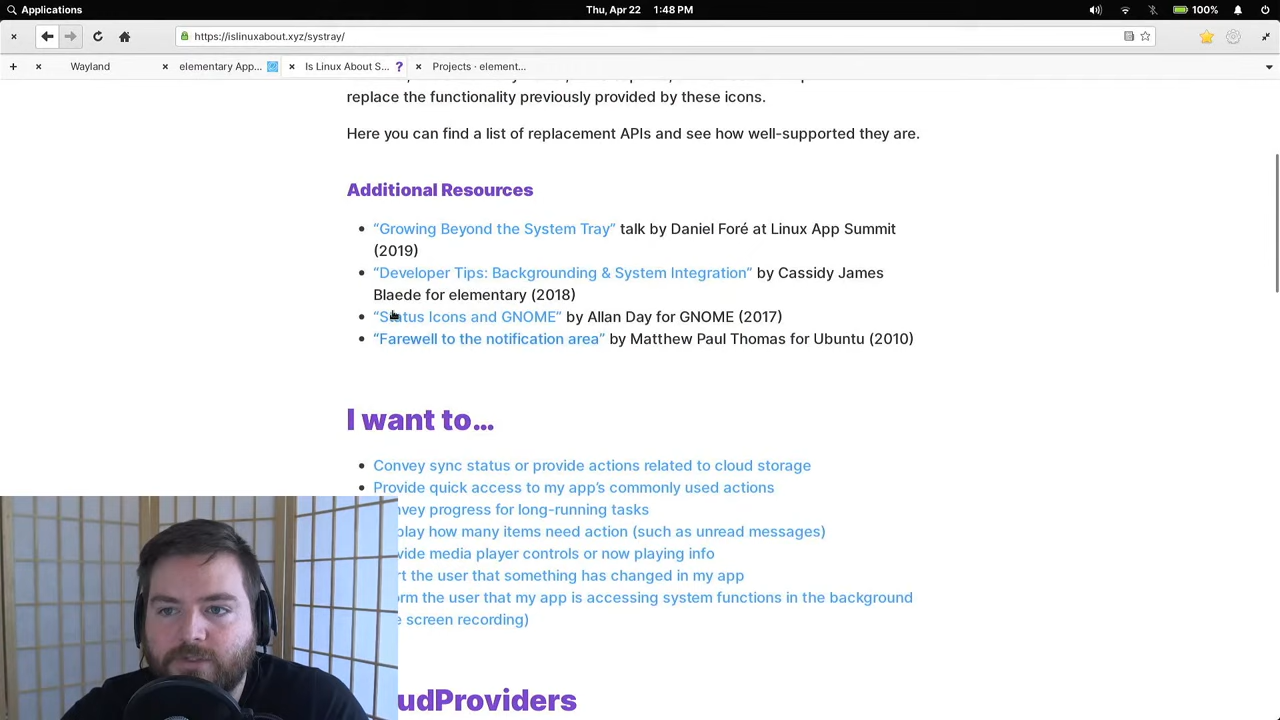 Applications
Thu, Apr 22 1:48 PM
100%
https://islinuxabout.xyz/systray/
Wayland
elementary App...
Is Linux About S...
Projects · element...
replace the functionality previously provided by these icons.
Here you can find a list of replacement APIs and see how well-supported they are.
Additional Resources
“Growing Beyond the System Tray” talk by Daniel Foré at Linux App Summit
(2019)
“Developer Tips: Backgrounding & System Integration” by Cassidy James
Blaede for elementary (2018)
“Status Icons and GNOME” by Allan Day for GNOME (2017)
“Farewell to the notification area” by Matthew Paul Thomas for Ubuntu (2010)
I want to…
Convey sync status or provide actions related to cloud storage
Provide quick access to my app’s commonly used actions
progress for long-running tasks
how many items need action (such as unread messages)
media player controls or now playing info
the user that something has changed in my app
the user that my app is accessing system functions in the background
screen recording)